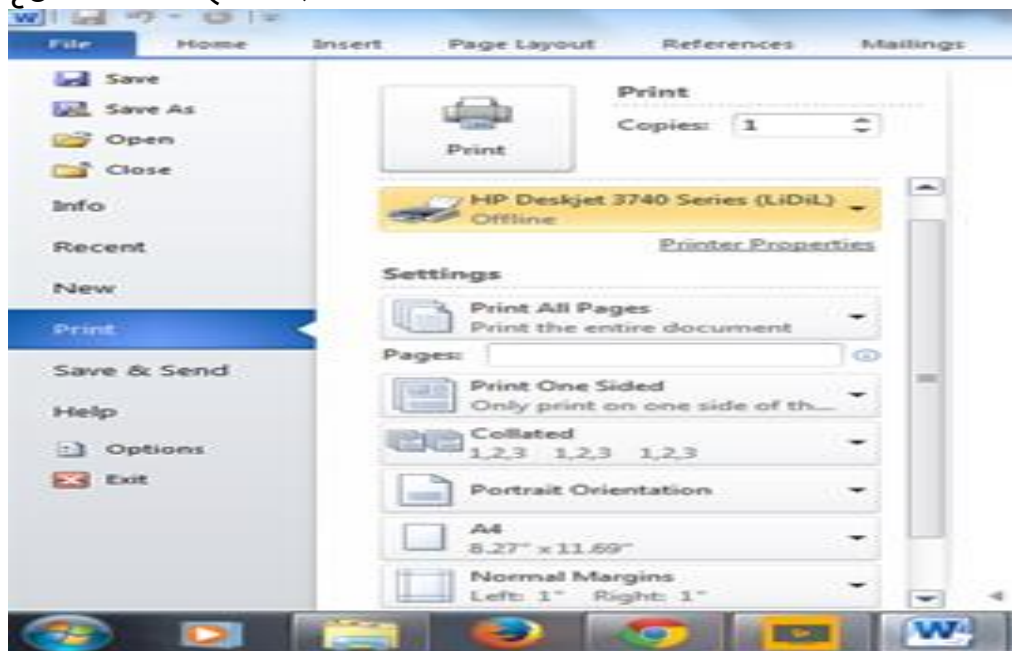 File Home Insert Page Layout References Mailings
Save
Save As
Open
Close
Info
Recent
New
Print
Save & Send
Help
Options
Exit
Print
Print
Copies: 1
HP Deskjet 3740 Series (LiDiL)
Offline
Printer Properties
Settings
Print All Pages
Print the entire document
Pages:
Print One Sided
Only print on one side of th...
Collated
1,2,3 1,2,3 1,2,3
Portrait Orientation
A4
8.27" x 11.69"
Normal Margins
Left: 1" Right: 1"